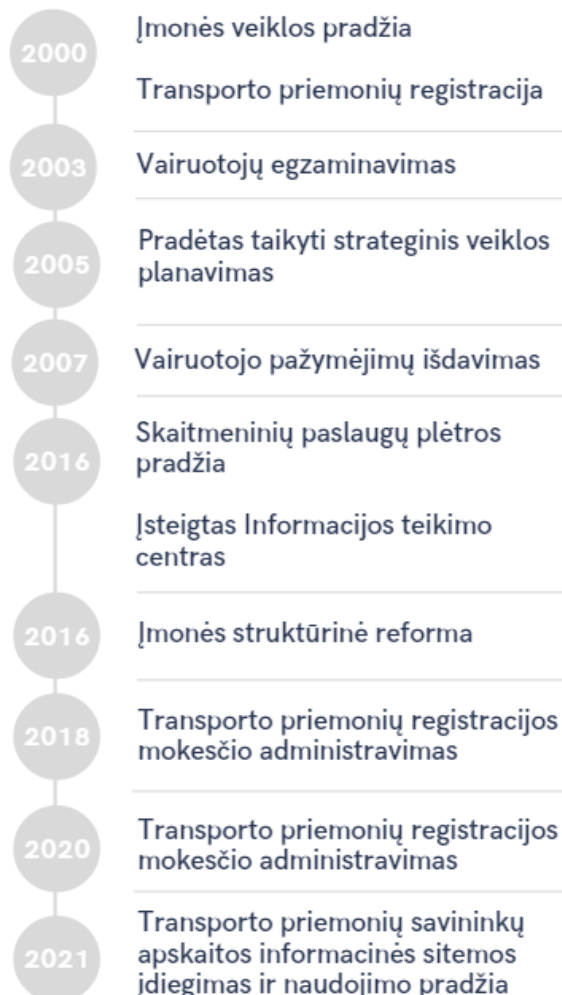 2000
Įmonės veiklos pradžia
Transporto priemonių registracija
2003
Vairuotojų egzaminavimas
2005
Pradėtas taikyti strateginis veiklos
planavimas
2007
Vairuotojo pažymėjimų išdavimas
2016
Skaitmeninių paslaugų plėtros
pradžia
Įsteigtas Informacijos teikimo
centras
2016
Įmonės struktūrinė reforma
2018
Transporto priemonių registracijos
mokesčio administravimas
2020
Transporto priemonių registracijos
mokesčio administravimas
2021
Transporto priemonių savininkų
apskaitos informacinės sitemos
įdiegimas ir naudojimo pradžia